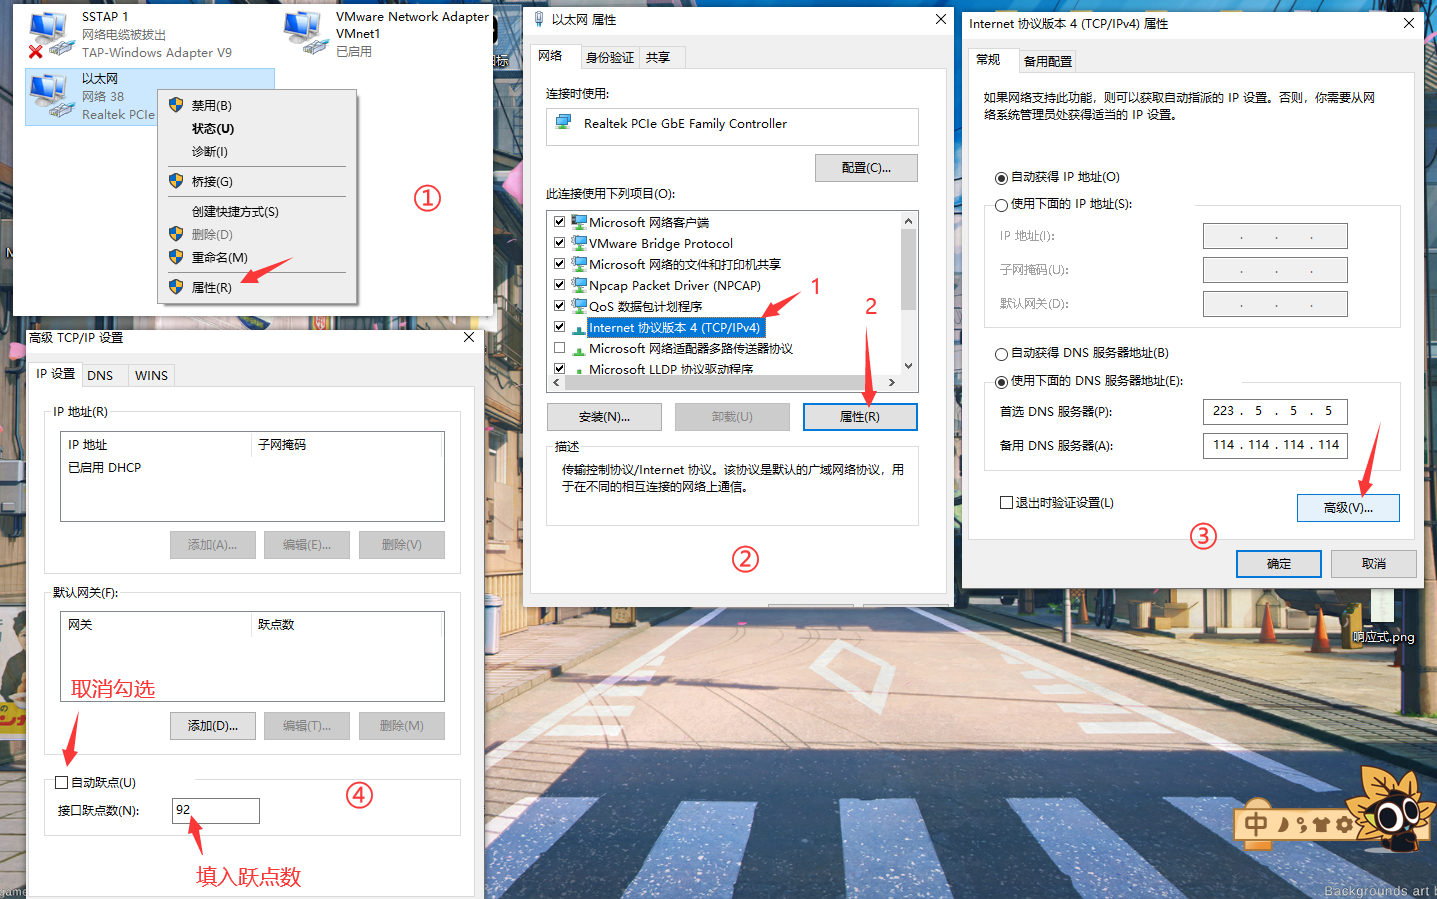 SSTAP 1
网络电缆被拔出
TAP-Windows Adapter V9
VMware Network Adapter
VMnet1
已启用
以太网
网络 38
Realtek PCIe
禁用(B)
状态(U)
诊断(I)
桥接(G)
创建快捷方式(S)
删除(D)
重命名(M)
属性(R)
①
以太网 属性
网络
身份验证
共享
连接时使用:
Realtek PCIe GbE Family Controller
配置(C)...
此连接使用下列项目(O):
Microsoft 网络客户端
VMware Bridge Protocol
Microsoft 网络的文件和打印机共享
Npcap Packet Driver (NPCAP)
QoS 数据包计划程序
Internet 协议版本 4 (TCP/IPv4)
Microsoft 网络适配器多路传送器协议
Microsoft LLDP 协议驱动程序
1
2
安装(N)...
卸载(U)
属性(R)
描述
传输控制协议/Internet 协议。该协议是默认的广域网络协议，用
于在不同的相互连接的网络上通信。
②
Internet 协议版本 4 (TCP/IPv4) 属性
常规
备用配置
如果网络支持此功能，则可以获取自动指派的 IP 设置。否则，你需要从网
络系统管理员处获得适当的 IP 设置。
自动获得 IP 地址(O)
使用下面的 IP 地址(S):
IP 地址(I):
. . .
子网掩码(U):
. . .
默认网关(D):
. . .
自动获得 DNS 服务器地址(B)
使用下面的 DNS 服务器地址(E):
首选 DNS 服务器(P):
223 . 5 . 5 . 5
备用 DNS 服务器(A):
114 . 114 . 114 . 114
退出时验证设置(L)
高级(V)...
③
确定
取消
高级 TCP/IP 设置
IP 设置
DNS
WINS
IP 地址(R)
IP 地址
子网掩码
已启用 DHCP
添加(A)...
编辑(E)...
删除(V)
默认网关(F):
网关
跃点数
取消勾选
添加(D)...
编辑(T)...
删除(M)
自动跃点(U)
④
接口跃点数(N):
92
填入跃点数
响应式.png
中
game
Backgrounds art b